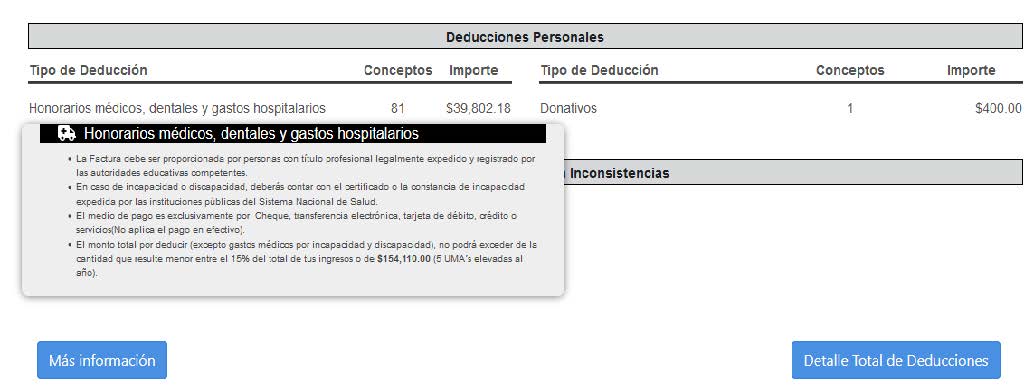 Deducciones Personales
Tipo de Deducción Conceptos Importe Tipo de Deducción Conceptos Importe
Honorarios médicos, dentales y gastos hospitalarios 81 $39,802.18 Donativos 1 $400.00
Honorarios médicos, dentales y gastos hospitalarios
• La Factura debe ser proporcionada por personas con título profesional legalmente expedido y registrado por
las autoridades educativas competentes.
• En caso de incapacidad o discapacidad, deberás contar con el certificado o la constancia de incapacidad
expedida por las instituciones públicas del Sistema Nacional de Salud.
• El medio de pago es exclusivamente por Cheque, transferencia electrónica, tarjeta de débito, crédito o
servicios(No aplica el pago en efectivo).
• El monto total por deducir (excepto gastos médicos por incapacidad y discapacidad), no podrá exceder de la
cantidad que resulte menor entre el 15% del total de tus ingresos o de $154,110.00 (5 UMA's elevadas al
año).
Inconsistencias
Más información Detalle Total de Deducciones